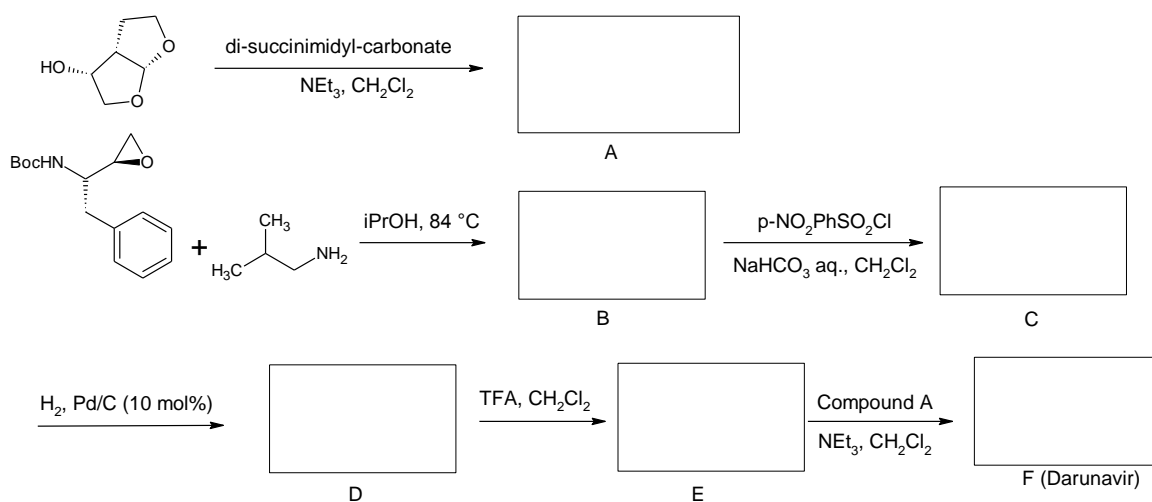 di-succinimidyl-carbonate
HO
O
O
NEt3, CH2Cl2
A
BocHN
O
+
CH3
H3C
NH2
iPrOH, 84 °C
B
p-NO2PhSO2Cl
NaHCO3 aq., CH2Cl2
C
H2, Pd/C (10 mol%)
D
TFA, CH2Cl2
E
Compound A
NEt3, CH2Cl2
F (Darunavir)